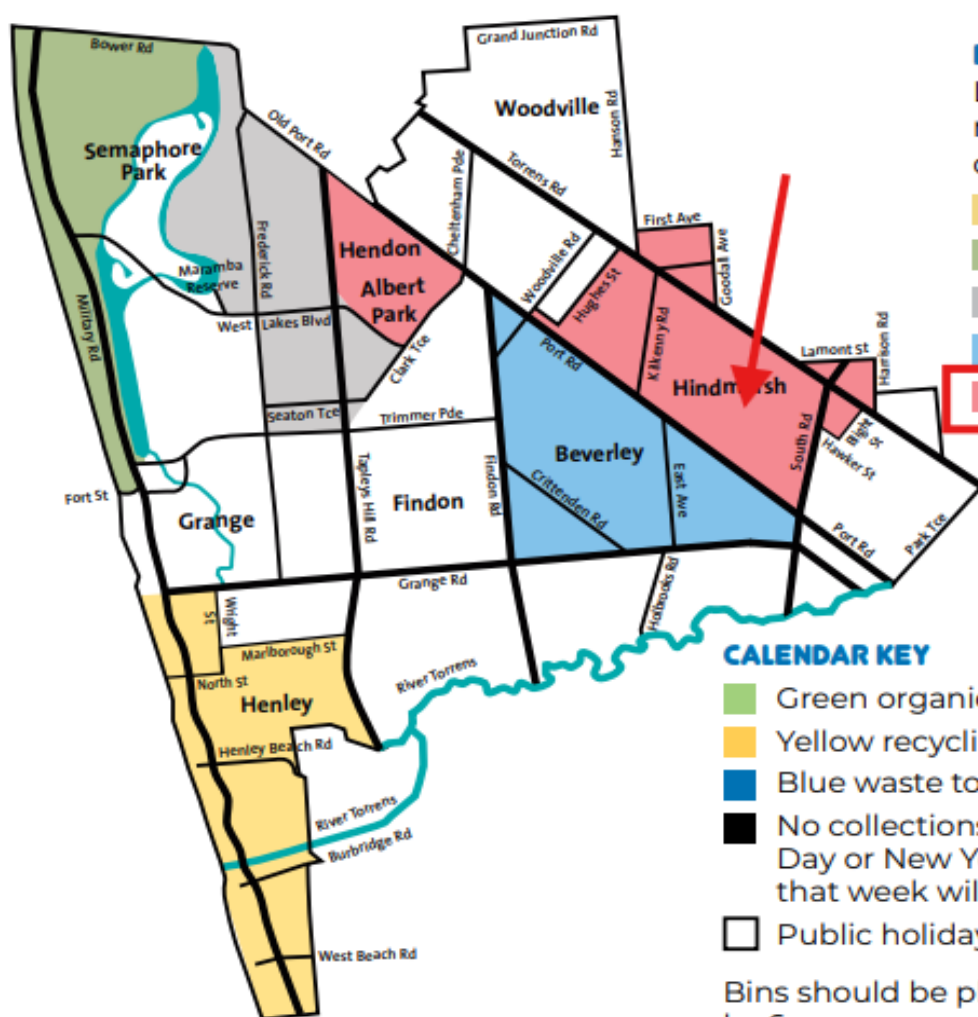 Bower Rd
Grand Junction Rd
Woodville
Hanson Rd
Old Port Rd
Semaphore
Park
Torrens Rd
Cheltenham Pde
First Ave
Goodall Ave
Hendon
Frederick Rd
Woodville Rd
Maramba
Reserve
Albert
Park
Hughes St
Military Rd
West Lakes Blvd
Clark Tce
Port Rd
Kilkenny Rd
Lamont St
Harrison Rd
Hindmarsh
Seaton Tce
Trimmer Pde
South Rd
Bight St
Hawker St
Beverley
Fort St
Grange
Tapleys Hill Rd
Findon
Findon Rd
Crittenden Rd
East Ave
Port Rd
Park Tce
Grange Rd
Holbrooks Rd
Wright St
Marlborough St
North St
River Torrens
Henley
Henley Beach Rd
River Torrens
Burbridge Rd
West Beach Rd
CALENDAR KEY
Green organi
Yellow recycli
Blue waste to
No collections
Day or New Y
that week wil
Public holiday
Bins should be p